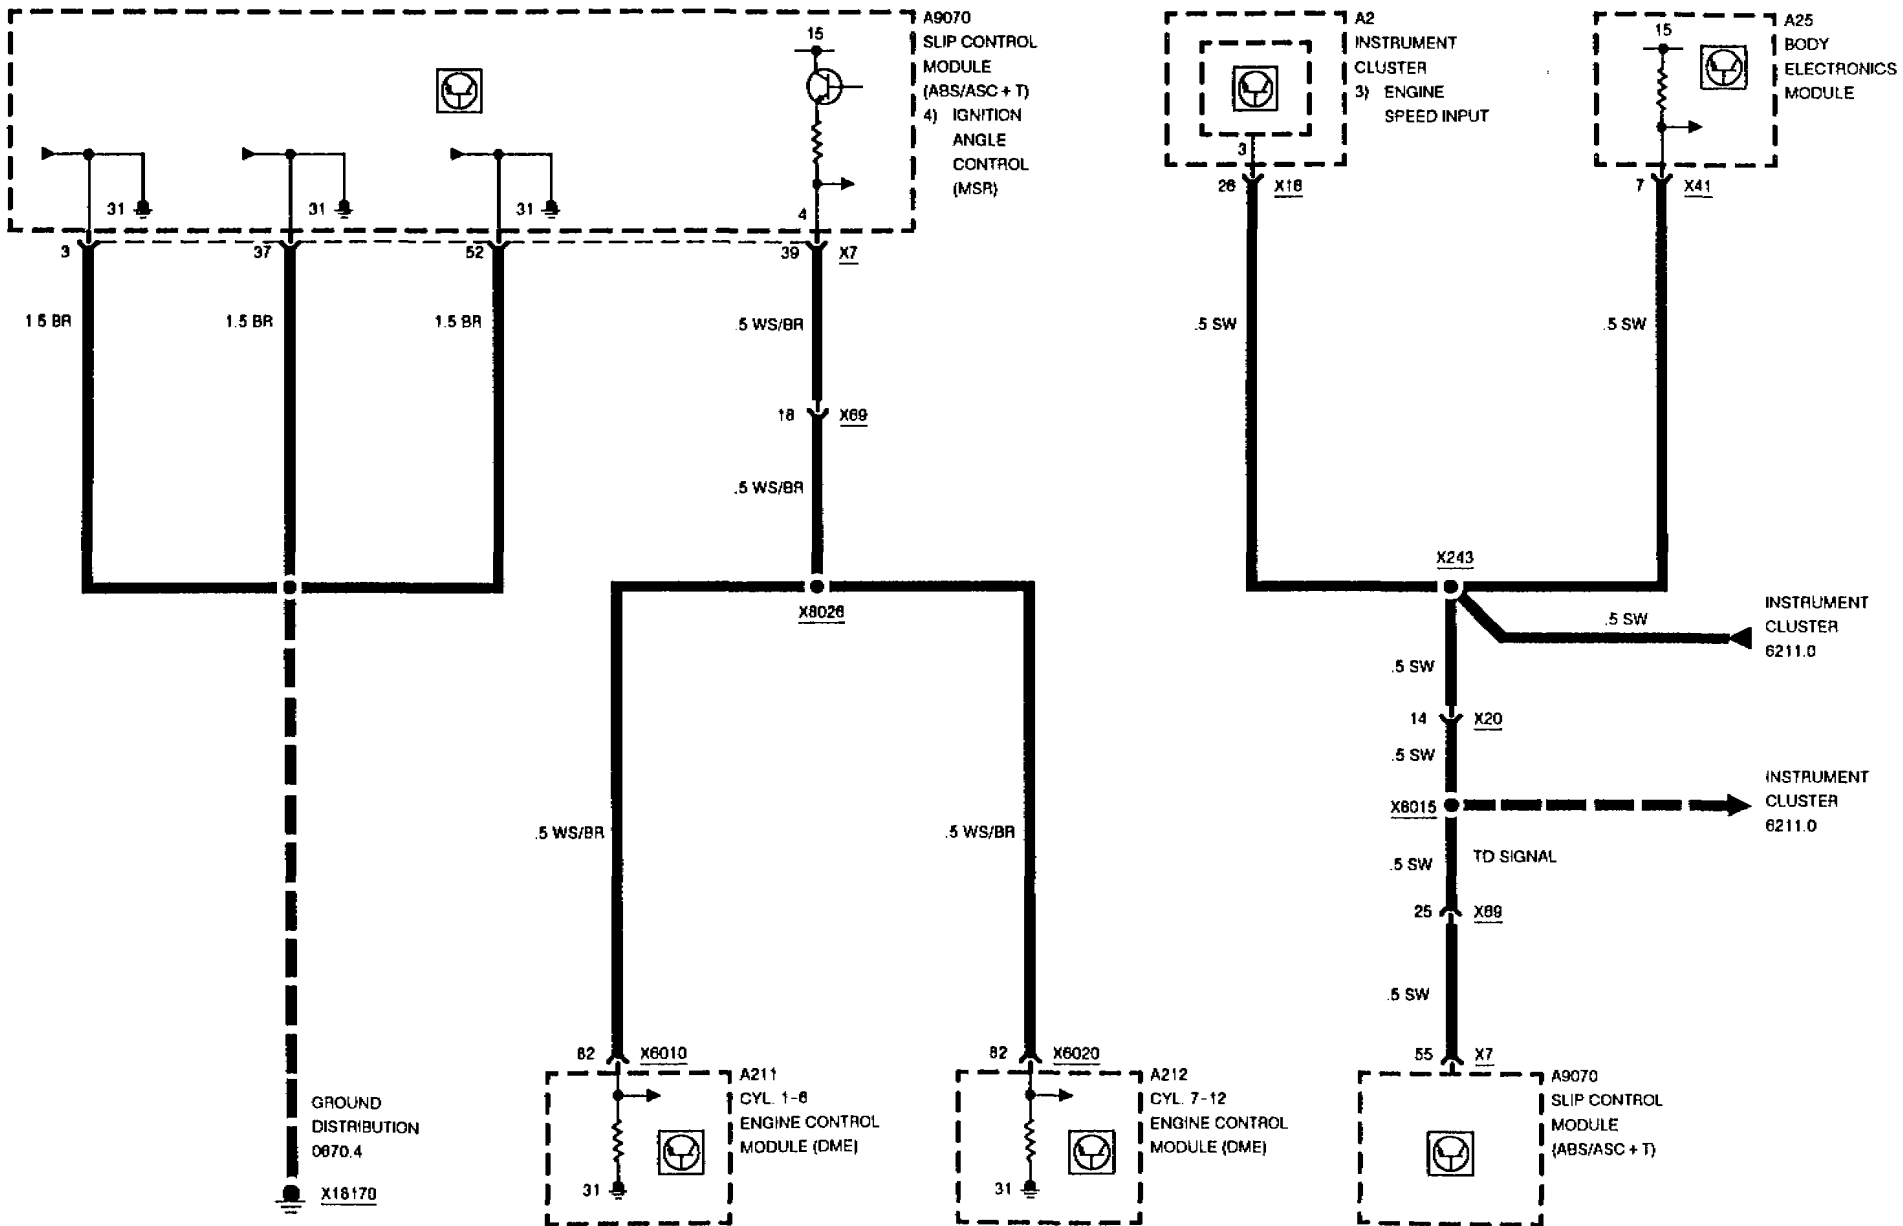 15
A9070
SLIP CONTROL
MODULE
(ABS/ASC + T)
4) IGNITION
ANGLE
CONTROL
(MSR)
31
31
31
4
3
37
52
39
X7
1.5 BR
1.5 BR
1.5 BR
.5 WS/BR
18
X69
.5 WS/BR
X8026
.5 WS/BR
.5 WS/BR
82
X6010
82
X6020
A211
CYL. 1-6
ENGINE CONTROL
MODULE (DME)
31
A212
CYL. 7-12
ENGINE CONTROL
MODULE (DME)
31
GROUND
DISTRIBUTION
0670.4
X16170
A2
INSTRUMENT
CLUSTER
3) ENGINE
SPEED INPUT
3
26
X16
15
A25
BODY
ELECTRONICS
MODULE
7
X41
.5 SW
.5 SW
X243
.5 SW
INSTRUMENT
CLUSTER
6211.0
.5 SW
14
X20
.5 SW
X6015
INSTRUMENT
CLUSTER
6211.0
.5 SW
TD SIGNAL
25
X69
.5 SW
55
X7
A9070
SLIP CONTROL
MODULE
(ABS/ASC + T)